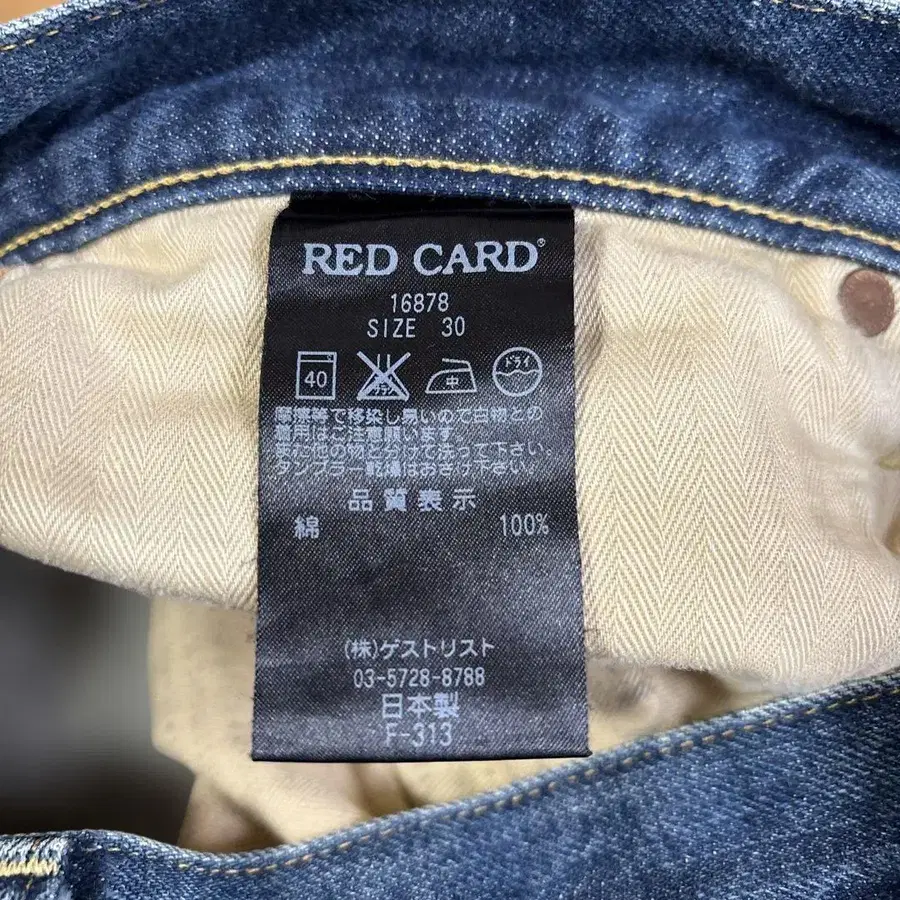 RED CARD®
16878
SIZE 30
40 中 ドライ
摩擦等で移染し易いので白物との
着用はご注意願います。
また他の物と分けて洗って下さい。
タンブラー乾燥はおさけ下さい。
品質表示
綿 100%
(株)ゲストリスト
03-5728-8788
日本製
F-313